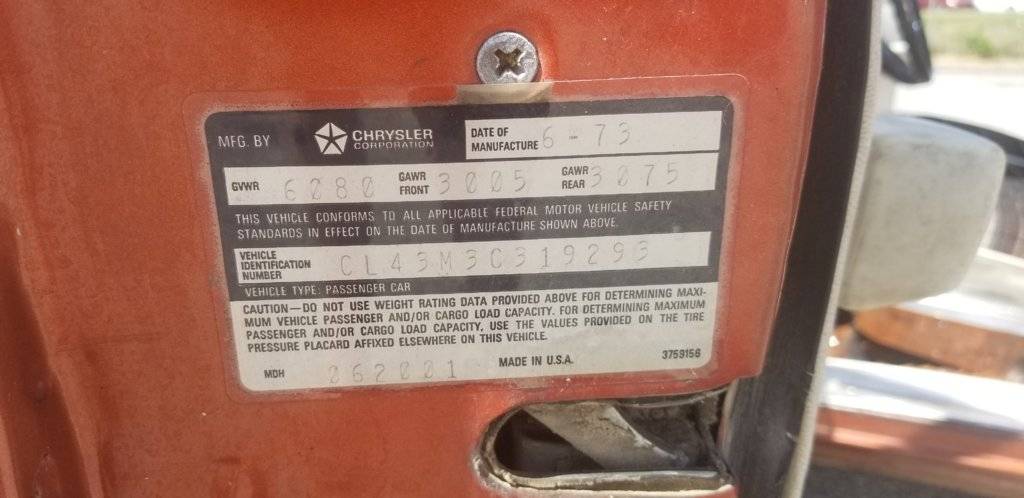 MFG. BY CHRYSLER CORPORATION DATE OF MANUFACTURE 6-73
GVWR 6080 GAWR FRONT 3005 GAWR REAR 3075
THIS VEHICLE CONFORMS TO ALL APPLICABLE FEDERAL MOTOR VEHICLE SAFETY
STANDARDS IN EFFECT ON THE DATE OF MANUFACTURE SHOWN ABOVE.
VEHICLE IDENTIFICATION NUMBER CL43M3C319293
VEHICLE TYPE: PASSENGER CAR
CAUTION—DO NOT USE WEIGHT RATING DATA PROVIDED ABOVE FOR DETERMINING MAXI-
MUM VEHICLE PASSENGER AND/OR CARGO LOAD CAPACITY. FOR DETERMINING MAXIMUM
PASSENGER AND/OR CARGO LOAD CAPACITY, USE THE VALUES PROVIDED ON THE TIRE
PRESSURE PLACARD AFFIXED ELSEWHERE ON THIS VEHICLE.
MDH 062001 MADE IN U.S.A. 3759156